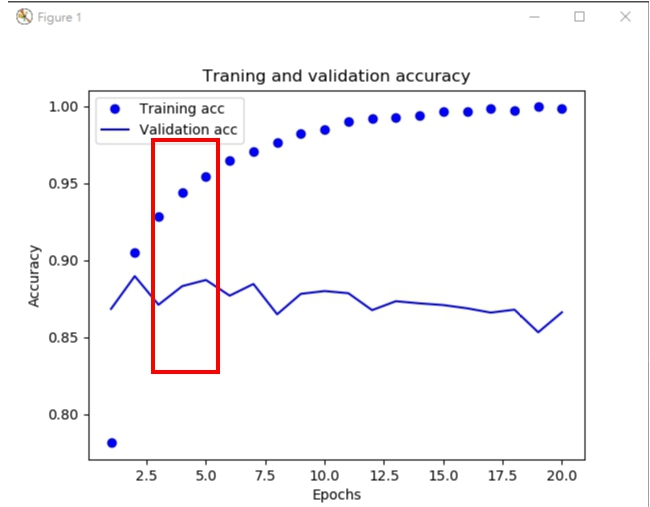 Figure 1
Traning and validation accuracy
Training acc
Validation acc
Accuracy
1.00
0.95
0.90
0.85
0.80
2.5 5.0 7.5 10.0 12.5 15.0 17.5 20.0
Epochs